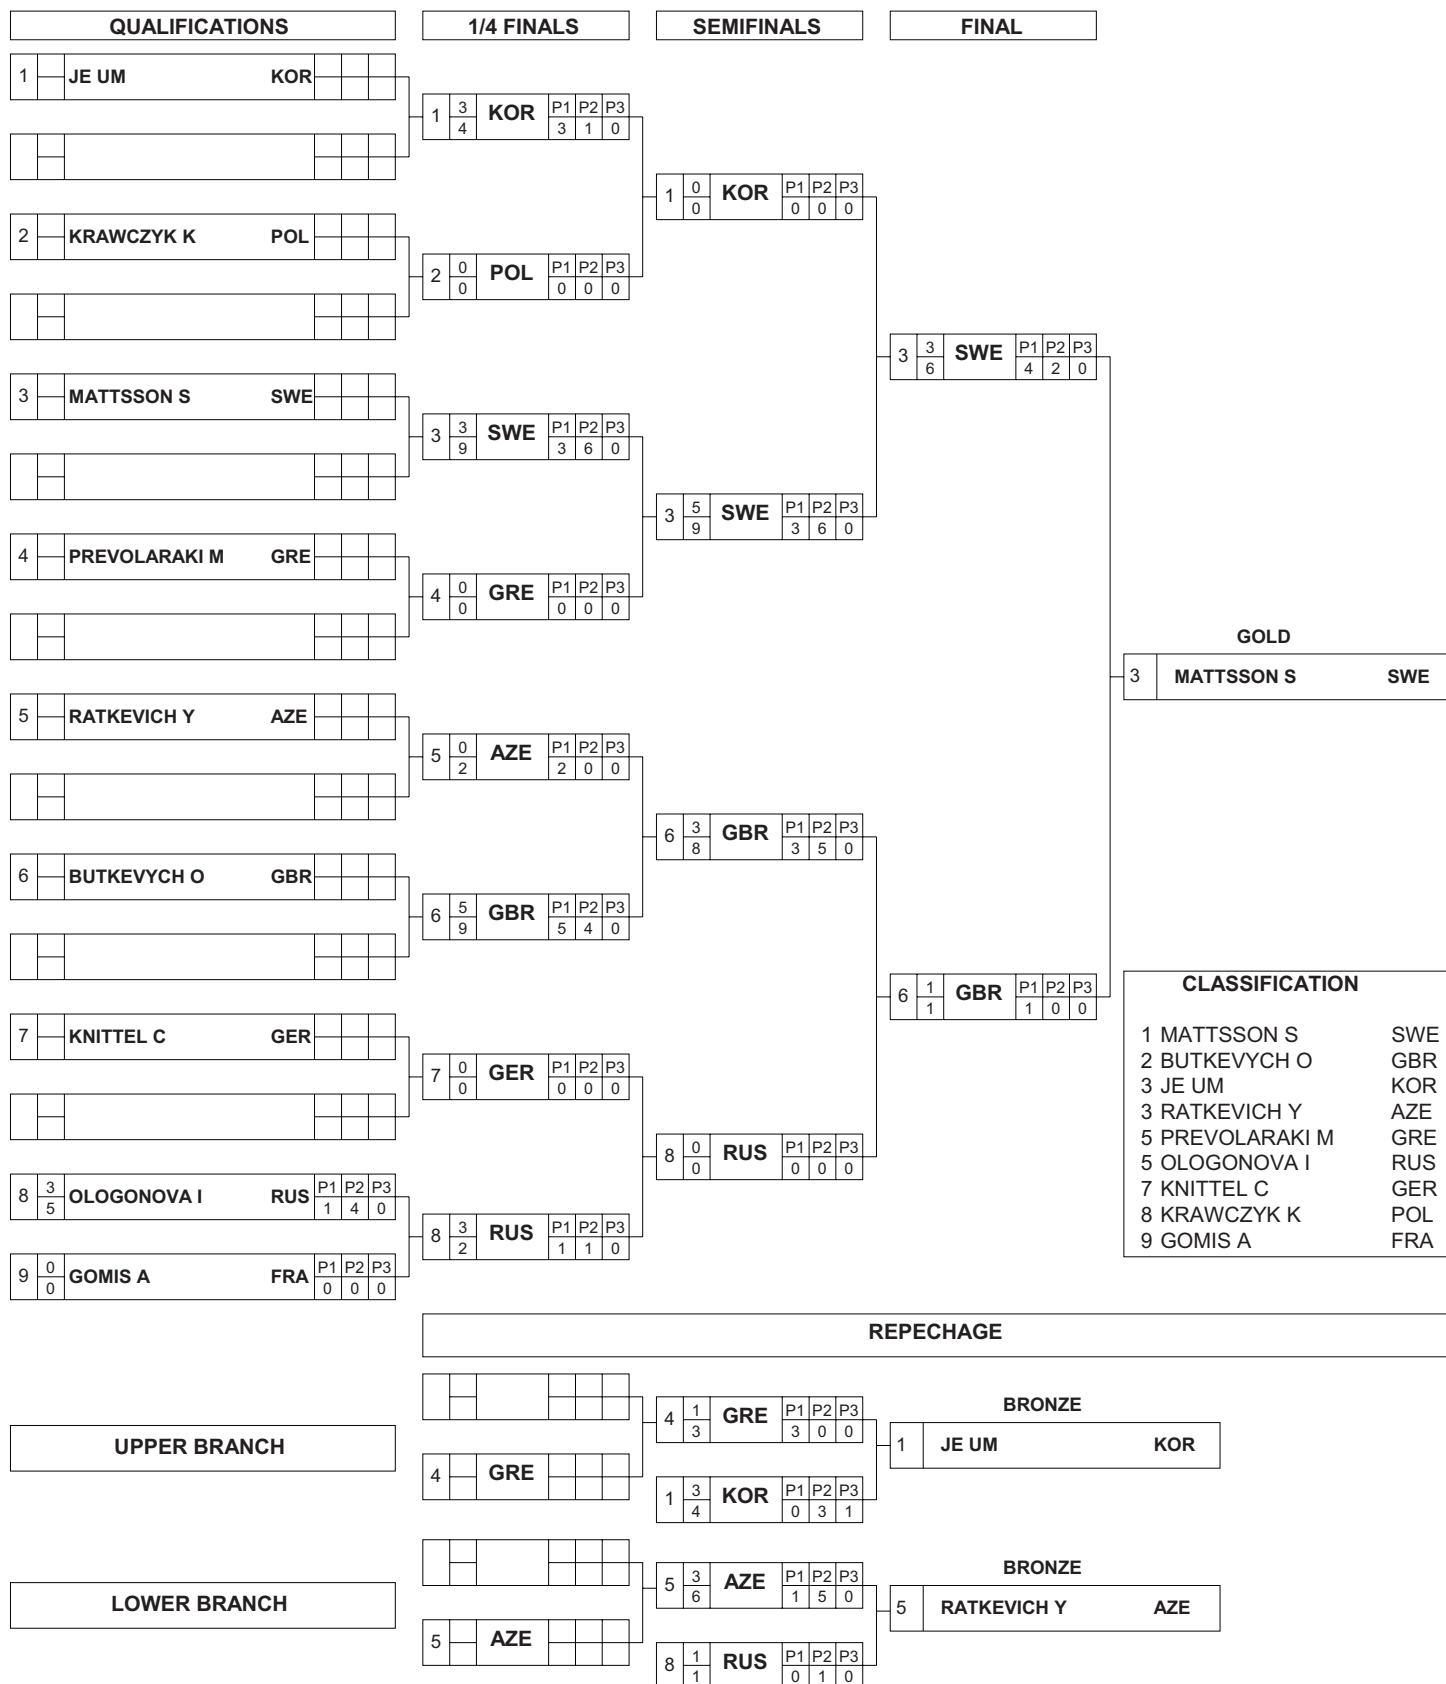 QUALIFICATIONS 1/4 FINALS SEMIFINALS FINAL
1 JE UM KOR
1 3 4 KOR P1 P2 P3 3 1 0
1 0 0 KOR P1 P2 P3 0 0 0
2 KRAWCZYK K POL
2 0 0 POL P1 P2 P3 0 0 0
3 3 6 SWE P1 P2 P3 4 2 0
3 MATTSSON S SWE
3 3 9 SWE P1 P2 P3 3 6 0
3 5 9 SWE P1 P2 P3 3 6 0
4 PREVOLARAKI M GRE
4 0 0 GRE P1 P2 P3 0 0 0
GOLD
3 MATTSSON S SWE
5 RATKEVICH Y AZE
5 0 2 AZE P1 P2 P3 2 0 0
6 3 8 GBR P1 P2 P3 3 5 0
6 BUTKEVYCH O GBR
6 5 9 GBR P1 P2 P3 5 4 0
6 1 1 GBR P1 P2 P3 1 0 0
7 KNITTEL C GER
7 0 0 GER P1 P2 P3 0 0 0
8 0 0 RUS P1 P2 P3 0 0 0
8 3 5 OLOGONOVA I RUS P1 P2 P3 1 4 0
8 3 2 RUS P1 P2 P3 1 1 0
9 0 0 GOMIS A FRA P1 P2 P3 0 0 0
CLASSIFICATION
1 MATTSSON S SWE
2 BUTKEVYCH O GBR
3 JE UM KOR
3 RATKEVICH Y AZE
5 PREVOLARAKI M GRE
5 OLOGONOVA I RUS
7 KNITTEL C GER
8 KRAWCZYK K POL
9 GOMIS A FRA
REPECHAGE
UPPER BRANCH
4 GRE
4 1 3 GRE P1 P2 P3 3 0 0
1 3 4 KOR P1 P2 P3 0 3 1
BRONZE
1 JE UM KOR
LOWER BRANCH
5 AZE
5 3 6 AZE P1 P2 P3 1 5 0
8 1 1 RUS P1 P2 P3 0 1 0
BRONZE
5 RATKEVICH Y AZE